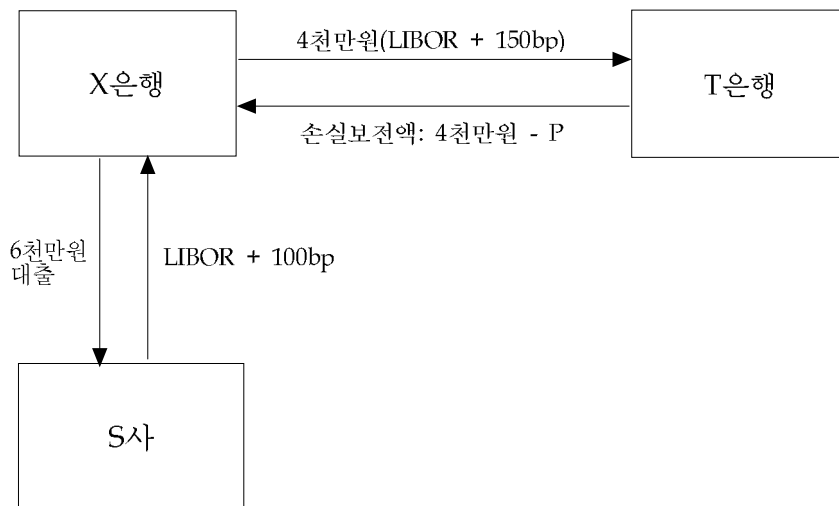 4천만원(LIBOR + 150bp)
X은행
T은행
손실보전액: 4천만원 - P
6천만원
대출
LIBOR + 100bp
S사